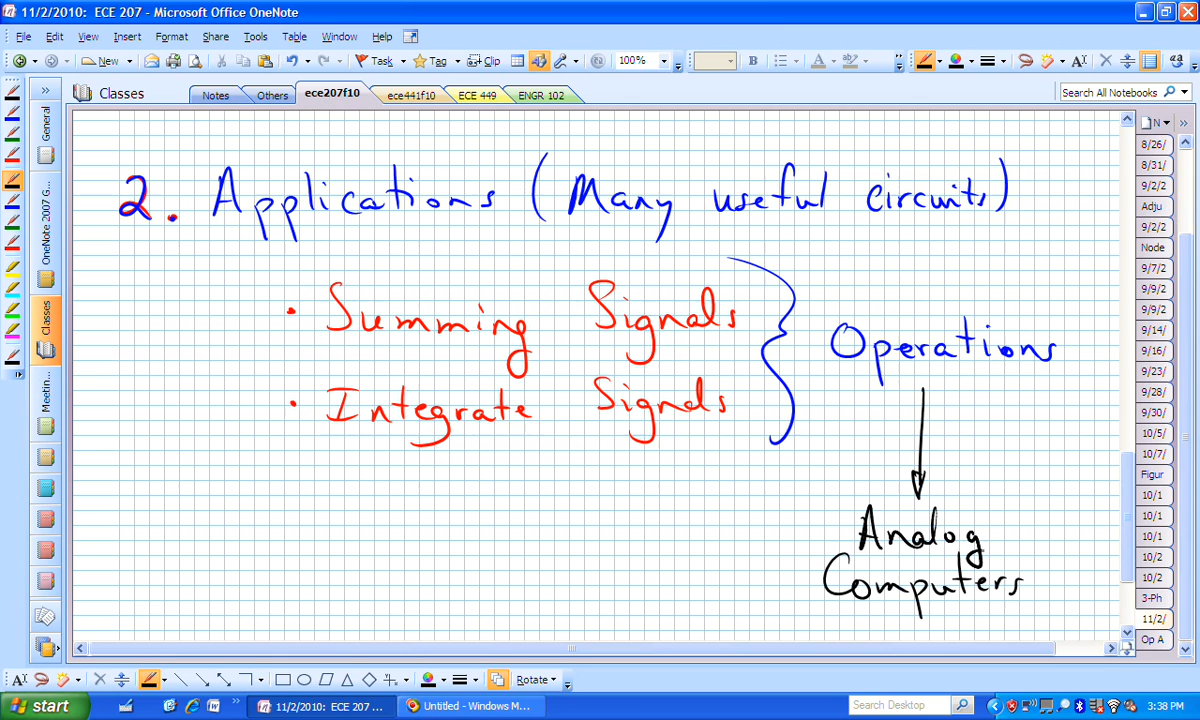 11/2/2010: ECE 207 - Microsoft Office OneNote
File Edit View Insert Format Share Tools Table Window Help
New Task Tag Clip 100% B A ab
Classes Notes Others ece207f10 ece441f10 ECE 449 ENGR 102 Search All Notebooks
General
OneNote 2007 G...
Classes
Meetin...
N
8/26/
8/31/
9/2/2
Adju
9/2/2
Node
9/7/2
9/9/2
9/9/2
9/14/
9/16/
9/23/
9/28/
9/30/
10/5/
10/7/
Figur
10/1
10/1
10/1
10/2
10/2
3-Ph
11/2/
Op A
2. Applications (Many useful circuits)
• Summing Signals
• Integrate Signals
Operations
Analog
Computers
Rotate
start 11/2/2010: ECE 207 ... Untitled - Windows M... Search Desktop 3:38 PM